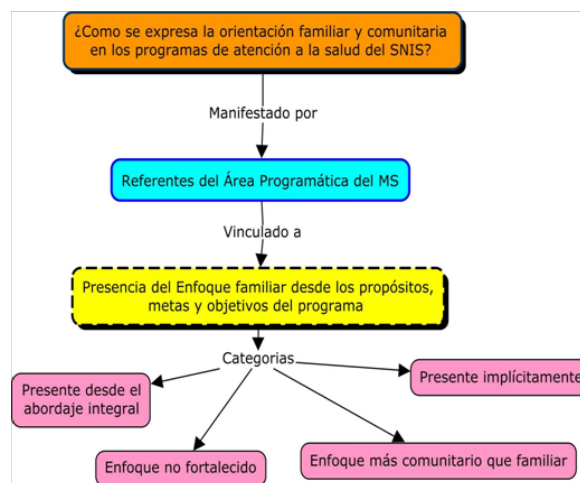 ¿Como se expresa la orientación familiar y comunitaria
en los programas de atención a la salud del SNIS?
Manifestado por
Referentes del Área Programática del MS
Vinculado a
Presencia del Enfoque familiar desde los propósitos,
metas y objetivos del programa
Categorias
Presente desde el
abordaje integral
Presente implícitamente
Enfoque no fortalecido
Enfoque más comunitario que familiar